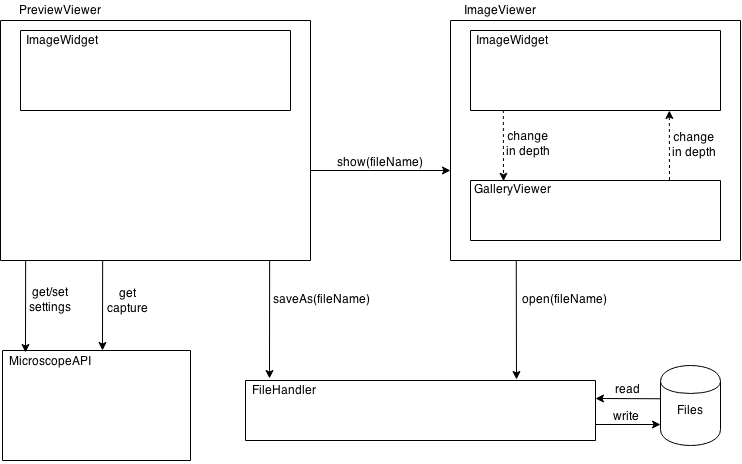 PreviewViewer
ImageViewer
ImageWidget
ImageWidget
change
in depth
change
in depth
show(fileName)
GalleryViewer
get/set
settings
get
capture
saveAs(fileName)
open(fileName)
MicroscopeAPI
FileHandler
read
write
Files